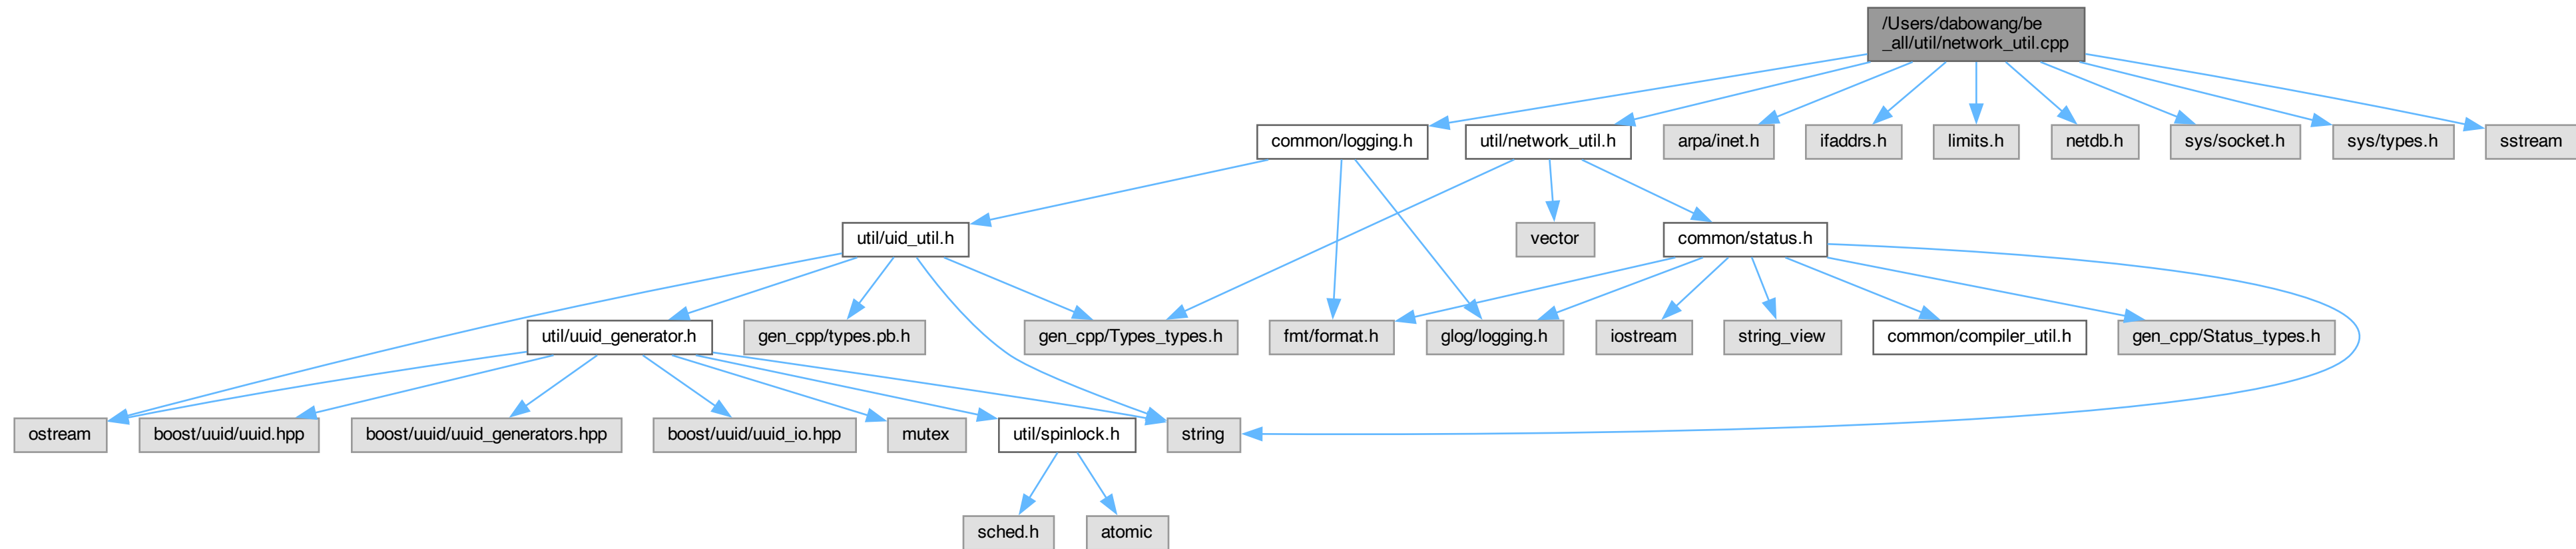 /Users/dabowang/be
_all/util/network_util.cpp
common/logging.h
util/network_util.h
arpa/inet.h
ifaddrs.h
limits.h
netdb.h
sys/socket.h
sys/types.h
sstream
util/uid_util.h
vector
common/status.h
util/uuid_generator.h
gen_cpp/types.pb.h
gen_cpp/Types_types.h
fmt/format.h
glog/logging.h
iostream
string_view
common/compiler_util.h
gen_cpp/Status_types.h
ostream
boost/uuid/uuid.hpp
boost/uuid/uuid_generators.hpp
boost/uuid/uuid_io.hpp
mutex
util/spinlock.h
string
sched.h
atomic